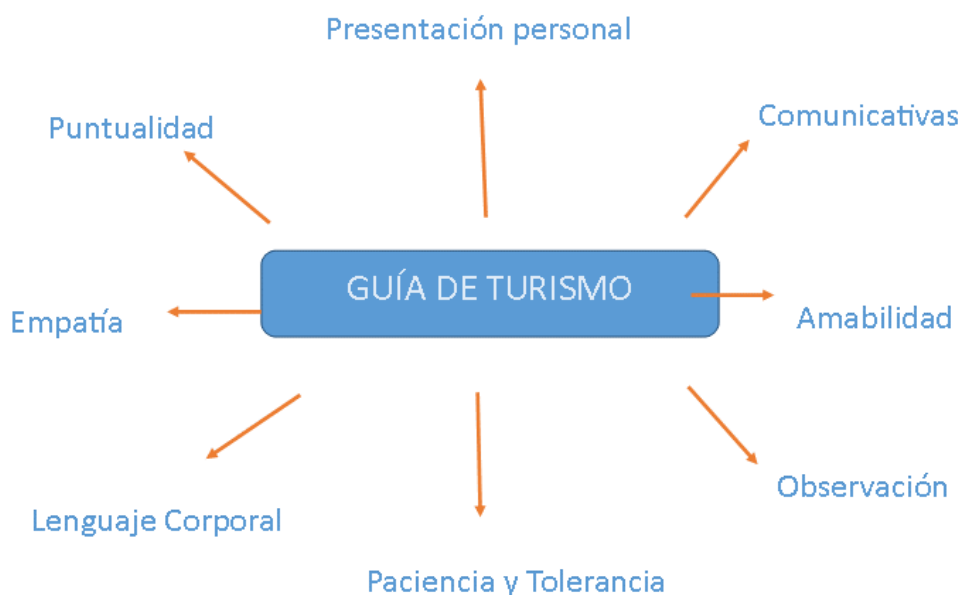 Presentación personal
Puntualidad
Comunicativas
GUÍA DE TURISMO
Empatía
Amabilidad
Lenguaje Corporal
Observación
Paciencia y Tolerancia